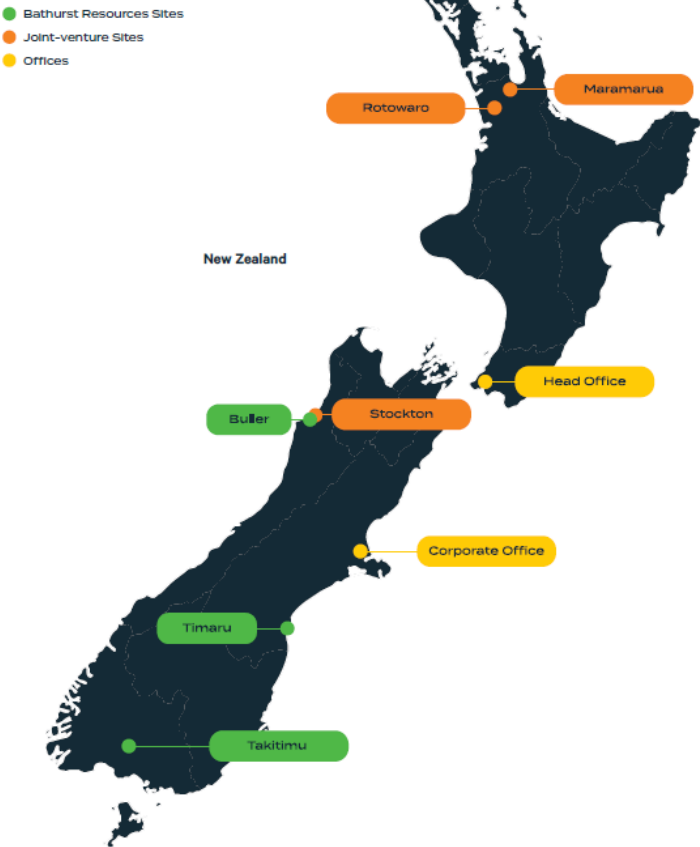 Bathurst Resources Sites
Joint-venture Sites
Offices
Maramarua
Rotowaro
New Zealand
Head Office
Stockton
Buller
Corporate Office
Timaru
Takitimu